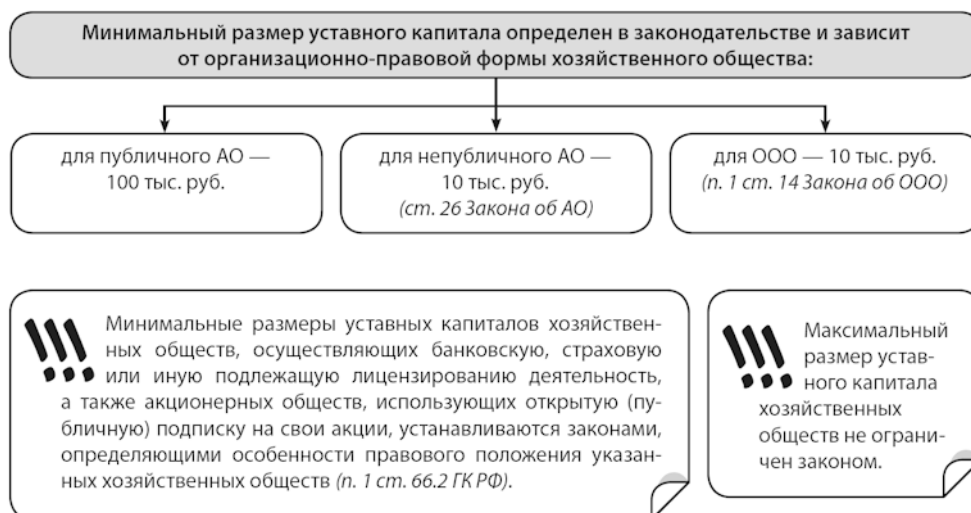 Минимальный размер уставного капитала определен в законодательстве и зависит
от организационно-правовой формы хозяйственного общества:
для публичного АО —
100 тыс. руб.
для непубличного АО —
10 тыс. руб.
(ст. 26 Закона об АО)
для ООО — 10 тыс. руб.
(п. 1 ст. 14 Закона об ООО)
!!! Минимальные размеры уставных капиталов хозяйствен-
ных обществ, осуществляющих банковскую, страховую
или иную подлежащую лицензированию деятельность,
а также акционерных обществ, использующих открытую (пу-
бличную) подписку на свои акции, устанавливаются законами,
определяющими особенности правового положения указан-
ных хозяйственных обществ (п. 1 ст. 66.2 ГК РФ).
!!! Максимальный
размер устав-
ного капитала
хозяйственных
обществ не ограни-
чен законом.